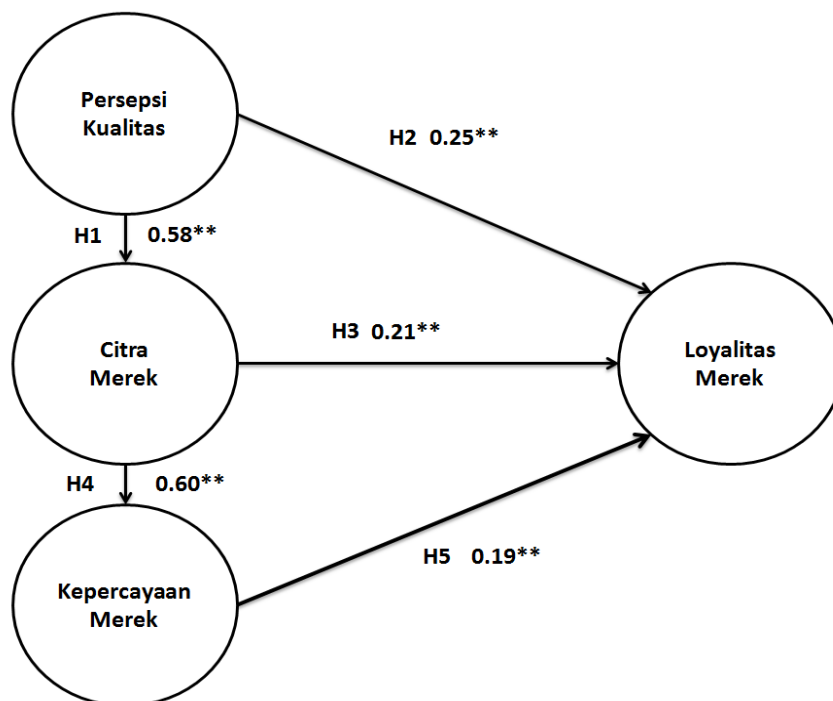 Persepsi
Kualitas
H2 0.25**
H1 0.58**
Citra
Merek
H3 0.21**
Loyalitas
Merek
H4 0.60**
Kepercayaan
Merek
H5 0.19**